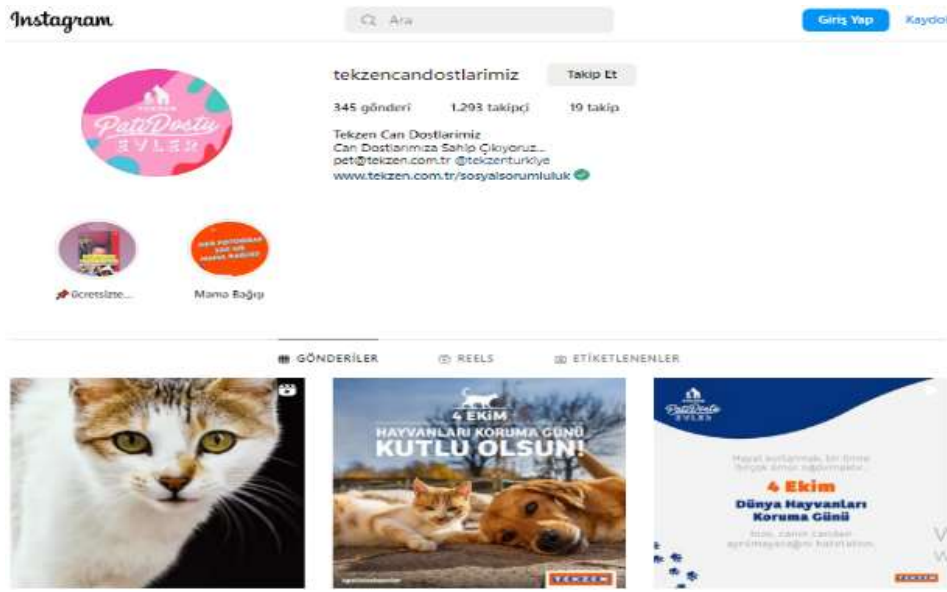 Instagram
Ara
Giriş Yap
Kaydol
tekzencandostlarimiz
Takip Et
345 gönderi 1.293 takipçi 19 takip
Tekzen Can Dostlarimiz
Can Dostlarımıza Sahip Çıkıyoruz...
pet@tekzen.com.tr @tekzenturkiye
www.tekzen.com.tr/sosyalsorumluluk
PatiDostu
EVLER
ücretsizte...
Mama Bağışı
GÖNDERİLER
REELS
ETİKETLENENLER
4 EKİM
HAYVANLARI KORUMA GÜNÜ
KUTLU OLSUN!
TEKZEN
PatiDostu
EVLER
4 Ekim
Dünya Hayvanları
Koruma Günü
TEKZEN